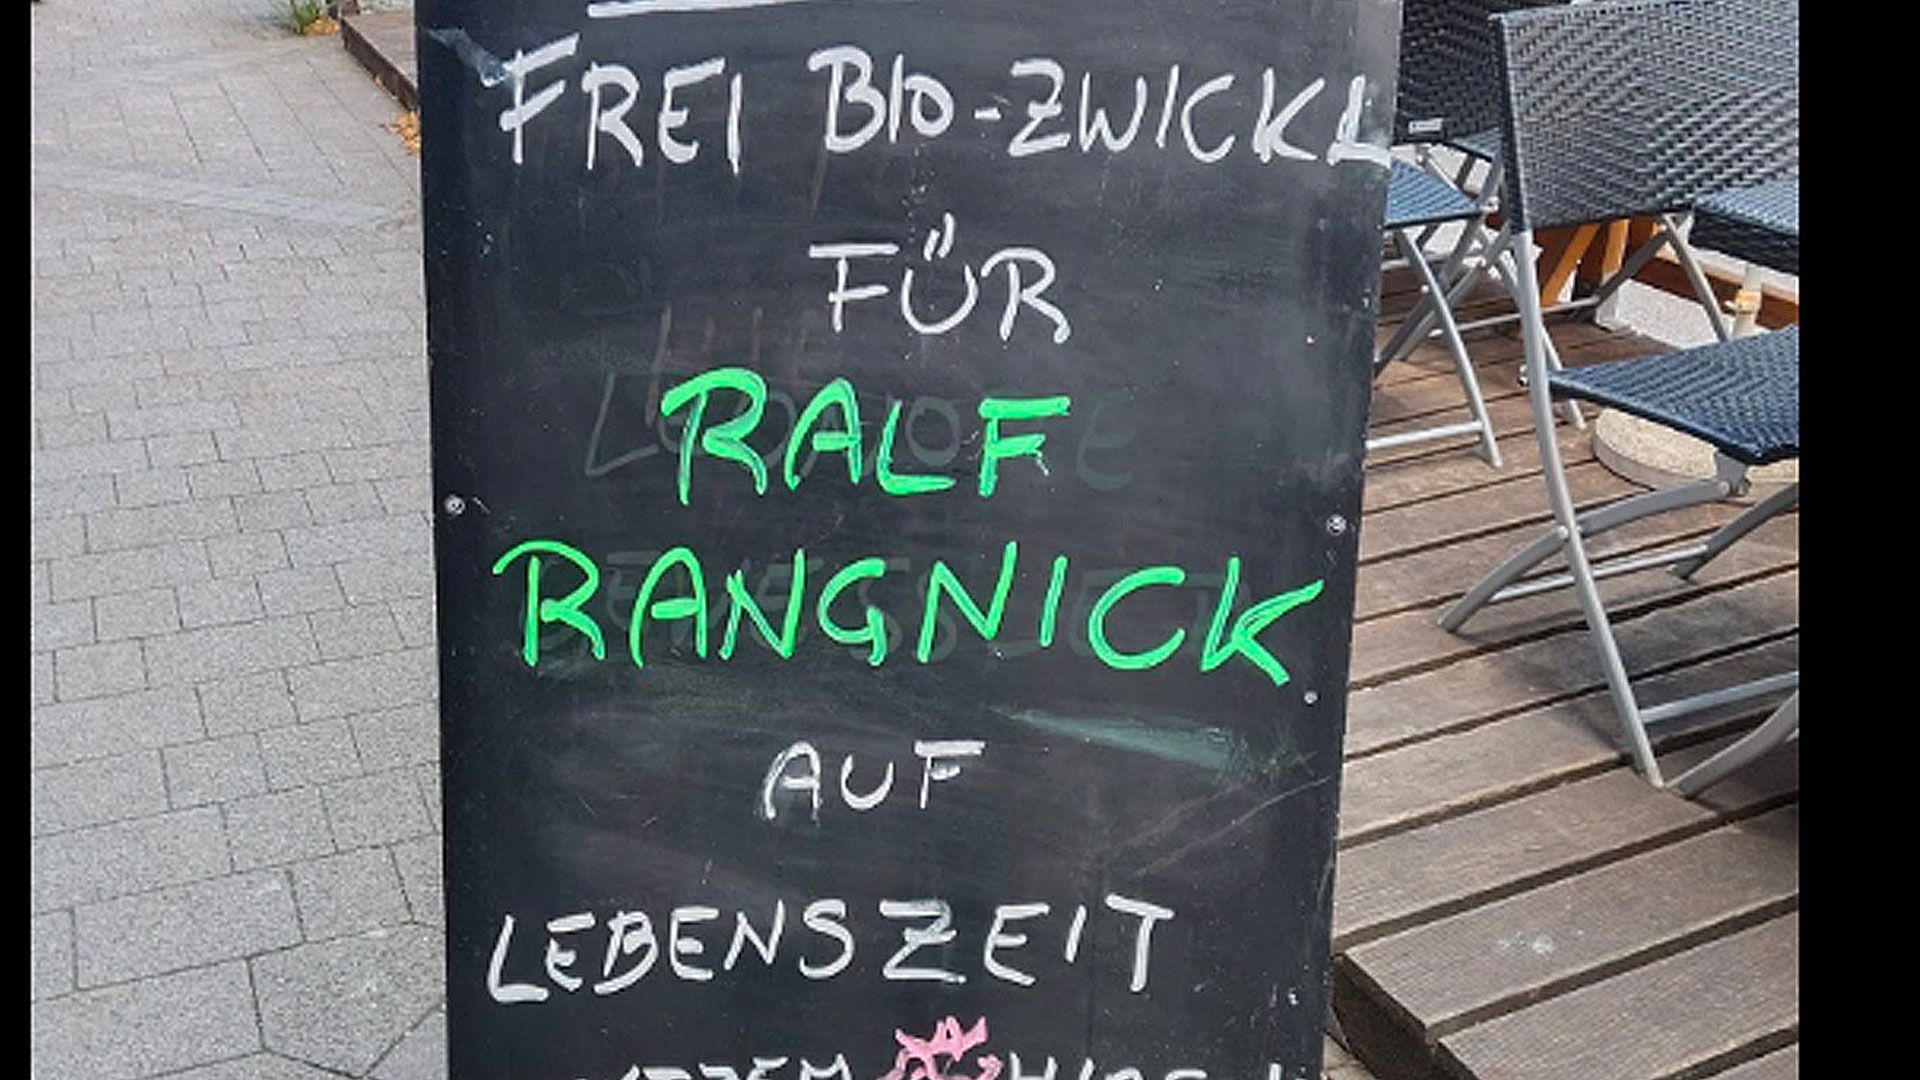 FREI BIO-ZWICKL
FÜR
RALF
RANGNICK
AUF
LEBENSZEIT